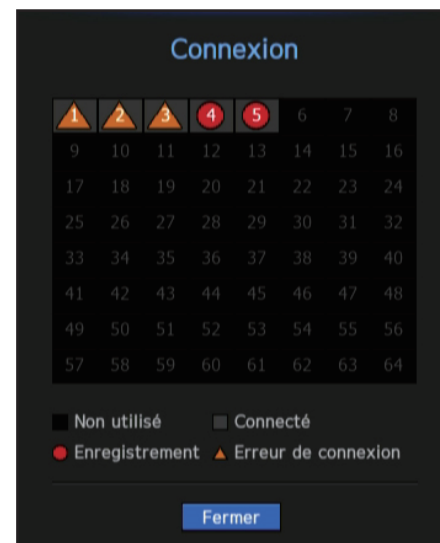 Connexion
1 2 3 4 5 6 7 8
9 10 11 12 13 14 15 16
17 18 19 20 21 22 23 24
25 26 27 28 29 30 31 32
33 34 35 36 37 38 39 40
41 42 43 44 45 46 47 48
49 50 51 52 53 54 55 56
57 58 59 60 61 62 63 64
Non utilisé Connecté
Enregistrement Erreur de connexion
Fermer